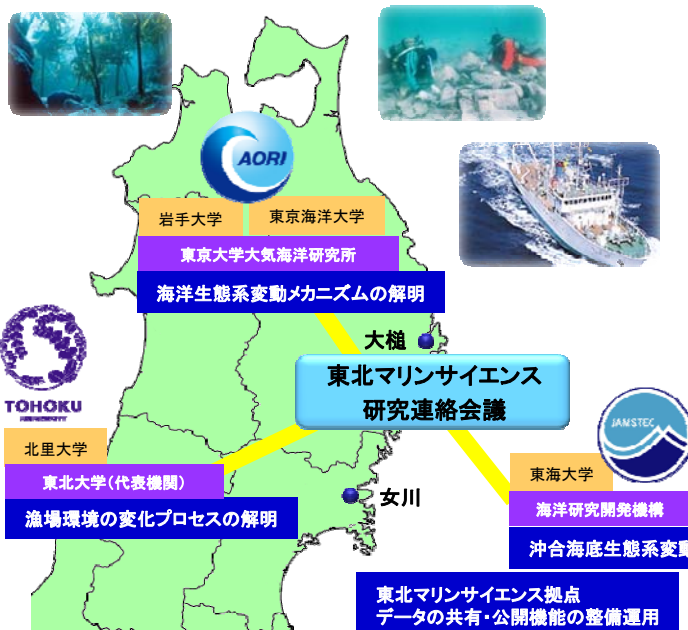 AORI
岩手大学
東京海洋大学
東京大学大気海洋研究所
海洋生態系変動メカニズムの解明
大槌
東北マリンサイエンス
研究連絡会議
TOHOKU
JAMSTEC
北里大学
東北大学(代表機関)
漁場環境の変化プロセスの解明
女川
東海大学
海洋研究開発機構
沖合海底生態系変動
東北マリンサイエンス拠点
データの共有・公開機能の整備運用